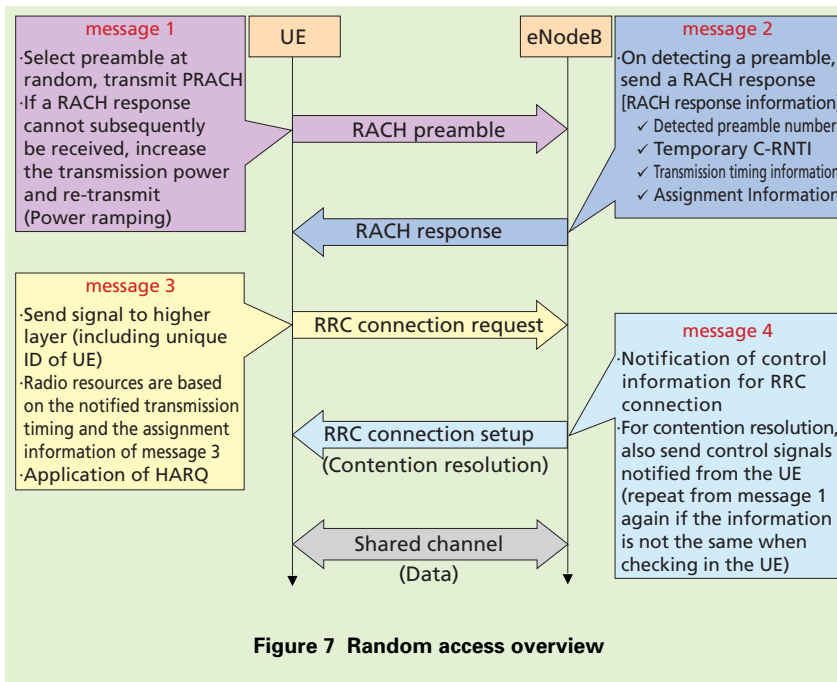 message 1
·Select preamble at
random, transmit PRACH
·If a RACH response
cannot subsequently
be received, increase
the transmission power
and re-transmit
(Power ramping)
UE
eNodeB
message 2
·On detecting a preamble,
send a RACH response
[RACH response information]
✓ Detected preamble number
✓ Temporary C-RNTI
✓ Transmission timing information
✓ Assignment Information
RACH preamble
RACH response
message 3
·Send signal to higher
layer (including unique
ID of UE)
·Radio resources are based
on the notified transmission
timing and the assignment
information of message 3
·Application of HARQ
RRC connection request
RRC connection setup
(Contention resolution)
message 4
·Notification of control
information for RRC
connection
·For contention resolution,
also send control signals
notified from the UE
(repeat from message 1
again if the information
is not the same when
checking in the UE)
Shared channel
(Data)
Figure 7 Random access overview